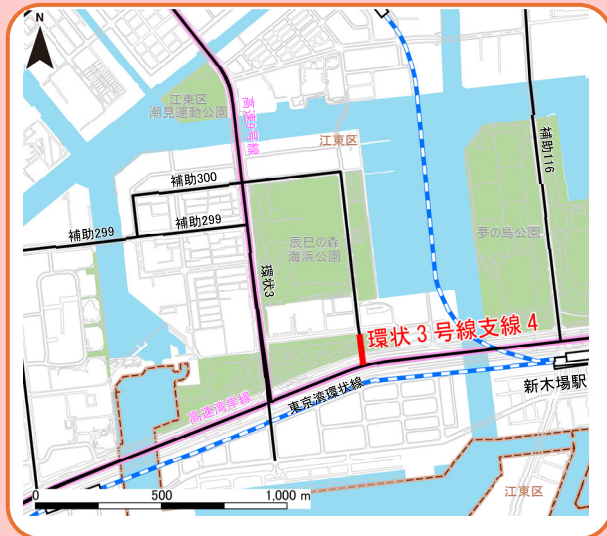 N
江東区
潮見運動公園
高速9号線
江東区
補助116
補助300
補助299
補助299
辰巳の森
海浜公園
夢の島公園
環状3
環状3号線支線4
新木場駅
東京湾環状線
高速湾岸線
0 500 1,000 m
江東区